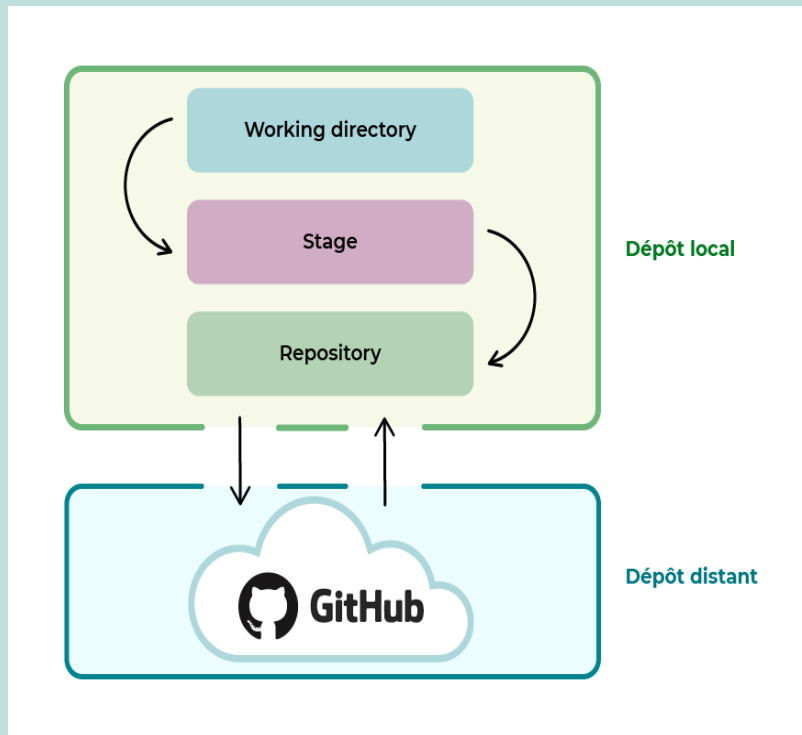 Working directory
Stage
Dépôt local
Repository
Dépôt distant
GitHub